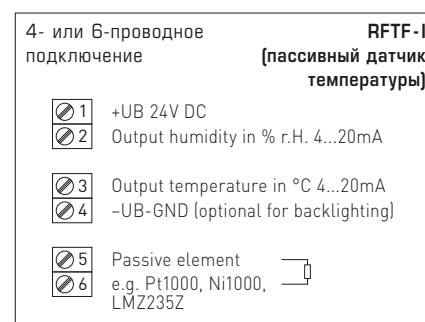 4- или 6-проводное RFTF-I
подключение (пассивный датчик
температуры)
1 +UB 24V DC
2 Output humidity in % r.H. 4...20mA
3 Output temperature in °C 4...20mA
4 –UB-GND (optional for backlighting)
5 Passive element
6 e.g. Pt1000, Ni1000,
LMZ235Z